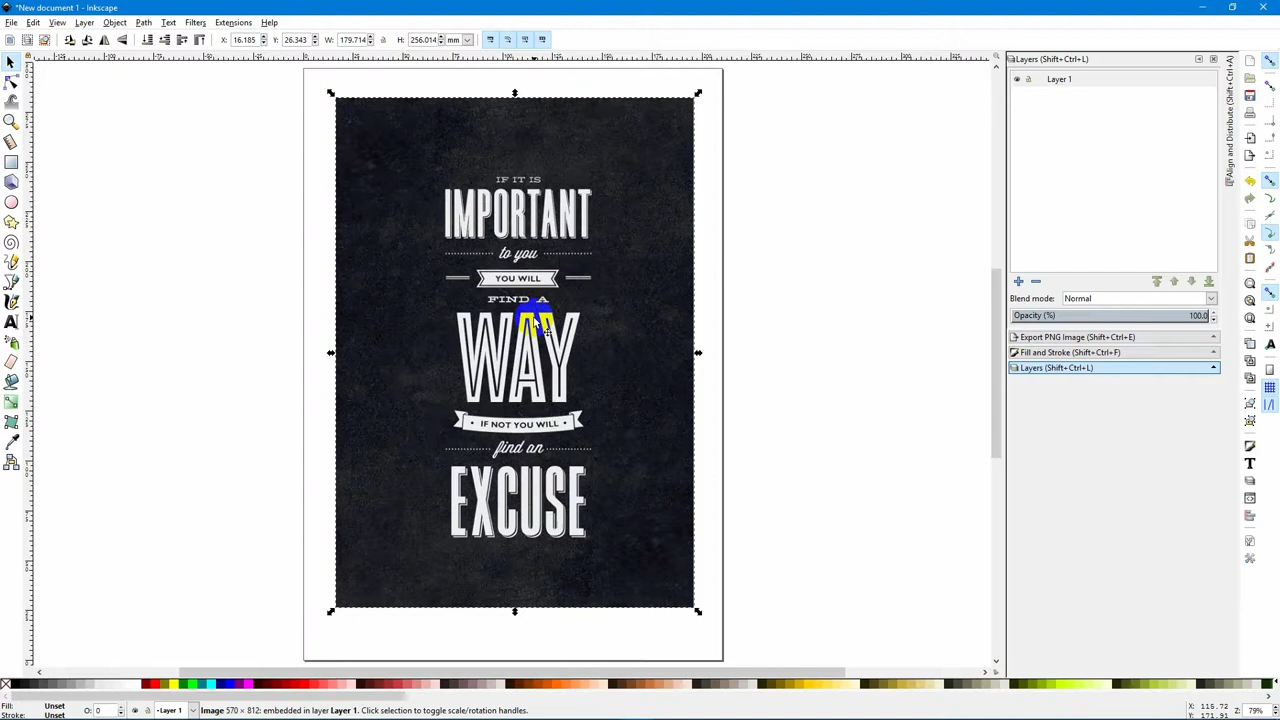 *New document 1 - Inkscape
File Edit View Layer Object Path Text Filters Extensions Help
X: 16.185 Y: 26.343 W: 179.714 H: 256.014 mm
Layers (Shift+Ctrl+L)
Layer 1
Align and Distribute (Shift+Ctrl+A)
IF IT IS
IMPORTANT
to you
YOU WILL
FIND A
WAY
IF NOT YOU WILL
find an
EXCUSE
Blend mode: Normal
Opacity (%) 100.0
Export PNG Image (Shift+Ctrl+E)
Fill and Stroke (Shift+Ctrl+F)
Layers (Shift+Ctrl+L)
Fill: Unset
Stroke: Unset
O: 0
Layer 1
Image 570 × 812: embedded in layer Layer 1. Click selection to toggle scale/rotation handles.
X: 115.72
Y: 171.91
Z: 79%